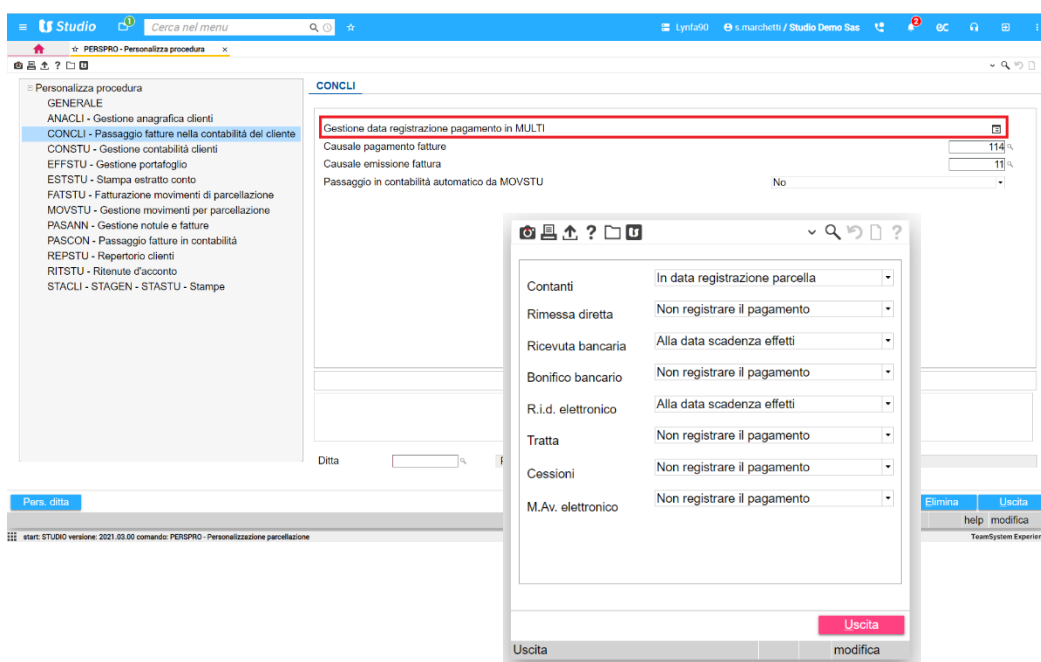 Studio 1 Cerca nel menu Lynfa90 s.marchetti / Studio Demo Sas 2 ec
PERSPRO - Personalizza procedura ×
Personalizza procedura
GENERALE
ANACLI - Gestione anagrafica clienti
CONCLI - Passaggio fatture nella contabilità del cliente
CONSTU - Gestione contabilità clienti
EFFSTU - Gestione portafoglio
ESTSTU - Stampa estratto conto
FATSTU - Fatturazione movimenti di parcellazione
MOVSTU - Gestione movimenti per parcellazione
PASANN - Gestione notule e fatture
PASCON - Passaggio fatture in contabilità
REPSTU - Repertorio clienti
RITSTU - Ritenute d'acconto
STACLI - STAGEN - STASTU - Stampe
CONCLI
Gestione data registrazione pagamento in MULTI
Causale pagamento fatture 114
Causale emissione fattura 11
Passaggio in contabilità automatico da MOVSTU No
Ditta
Contanti In data registrazione parcella
Rimessa diretta Non registrare il pagamento
Ricevuta bancaria Alla data scadenza effetti
Bonifico bancario Non registrare il pagamento
R.i.d. elettronico Alla data scadenza effetti
Tratta Non registrare il pagamento
Cessioni Non registrare il pagamento
M.Av. elettronico Non registrare il pagamento
Uscita
Uscita modifica
Pers. ditta Elimina Uscita
help modifica
start: STUDIO versione: 2021.03.00 comando: PERSPRO - Personalizzazione parcellazione TeamSystem Experien